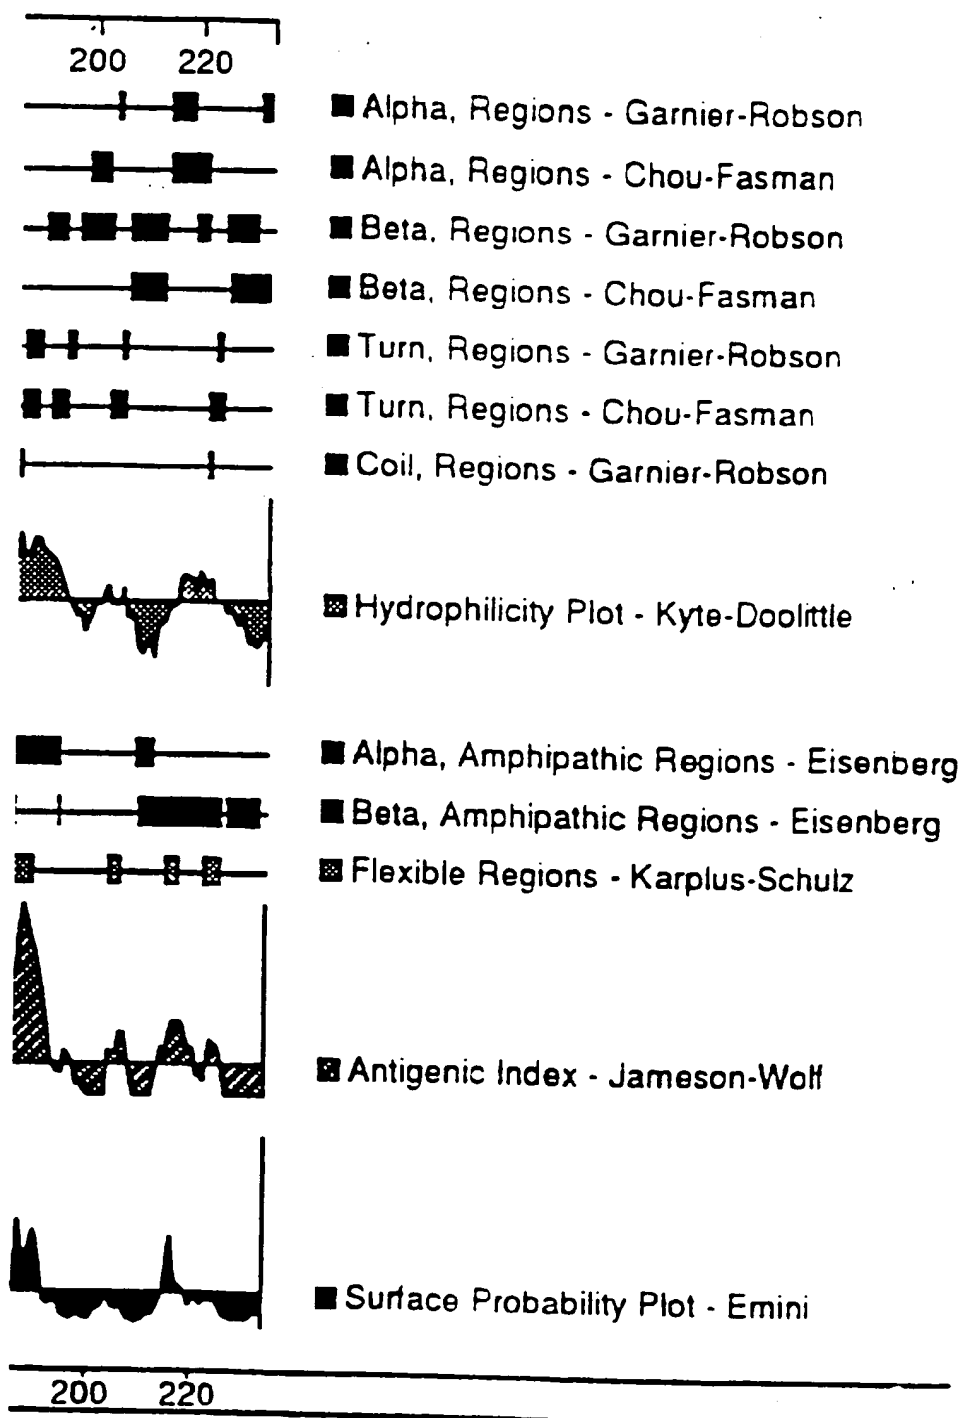 200 220
Alpha, Regions - Garnier-Robson
Alpha, Regions - Chou-Fasman
Beta, Regions - Garnier-Robson
Beta, Regions - Chou-Fasman
Turn, Regions - Garnier-Robson
Turn, Regions - Chou-Fasman
Coil, Regions - Garnier-Robson
Hydrophilicity Plot - Kyte-Doolittle
Alpha, Amphipathic Regions - Eisenberg
Beta, Amphipathic Regions - Eisenberg
Flexible Regions - Karplus-Schulz
Antigenic Index - Jameson-Wolf
Surface Probability Plot - Emini
200 220